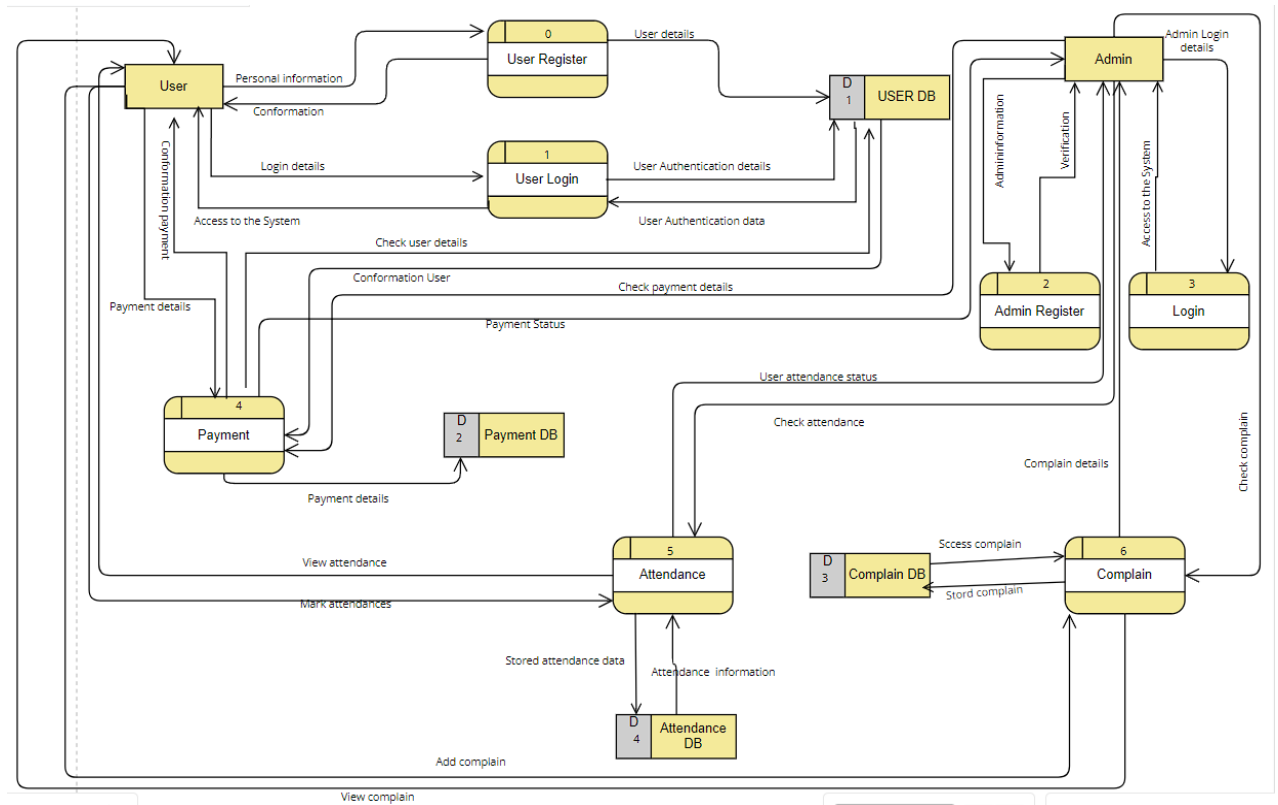 0
User Register
User details
Admin Login
details
Admin
User
Personal information
Conformation
D
1
USER DB
Admininformation
Verification
Access to the System
Conformation payment
Login details
1
User Login
User Authentication details
Access to the System
User Authentication data
Check user details
Conformation User
Check payment details
2
Admin Register
3
Login
Payment details
Payment Status
User attendance status
Check attendance
4
Payment
D
2
Payment DB
Complain details
Check complain
Payment details
5
Attendance
D
3
Complain DB
Sccess complain
Stord complain
6
Complain
View attendance
Mark attendances
Stored attendance data
Attendance information
D
4
Attendance
DB
Add complain
View complain